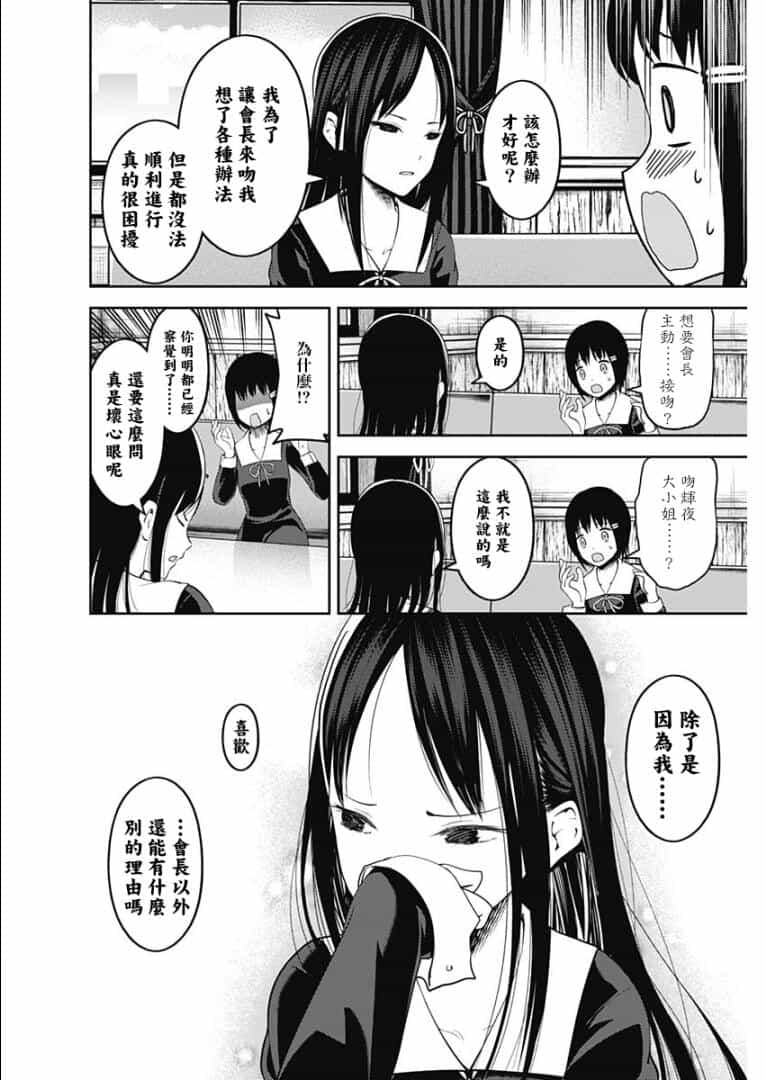 該怎麼辦
才好呢？
我為了
讓會長來吻我
想了各種辦法
但是都沒法
順利進行
真的很困擾
想要會長
主動……接吻？
是的
吻輝夜
大小姐……？
我不就是
這麼說的嗎
為什麼!?
你明明都已經
察覺到了……
還要這麼問
真是壞心眼呢
除了是
因為我……
喜歡
…會長以外
還能有什麼
別的理由嗎